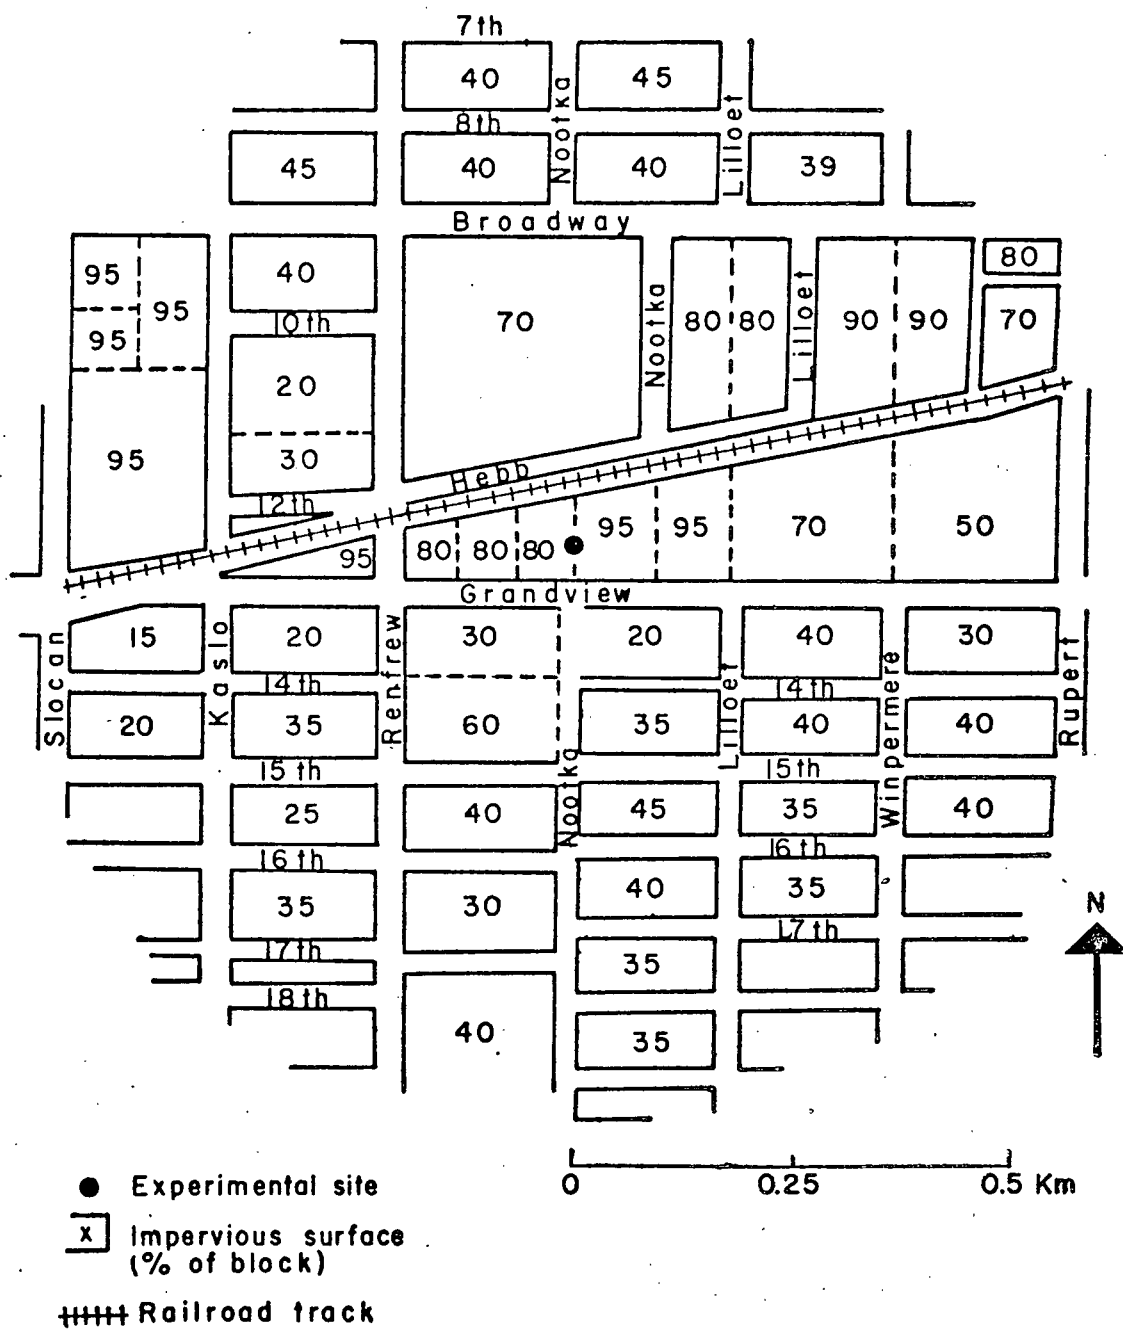 7th
40 45
Nootka
Lilloet
8th
45 40 40 39
Broadway
95 95 40 80
10th
95 70 80 80 90 90 70
Nootka
Lilloet
20
95 30
Hebb
12th
95 80 80 80 95 95 70 50
Grandview
15 20 30 20 40 30
Slocan
Kaslo
Renfrew
Lilloet
Winpermere
Rupert
14th 14th
20 35 60 35 40 40
15th 15th
Nootka
25 40 45 35 40
16th 16th
35 30 40 35
17th 17th
35
18th
40 35
N
0 0.25 0.5 Km
Experimental site
x Impervious surface
(% of block)
Railroad track